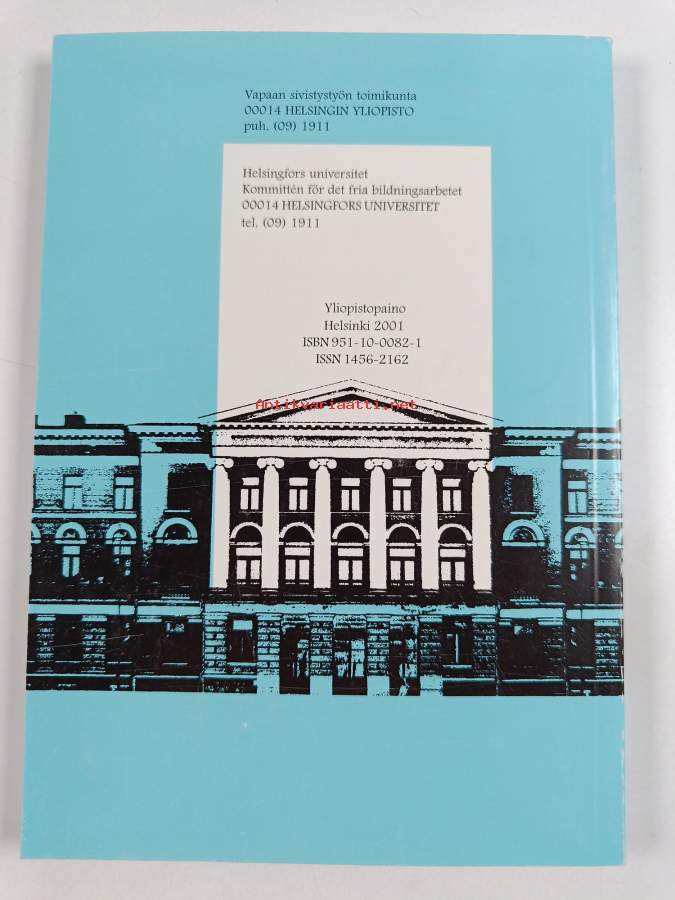 Vapaan sivistystyön toimikunta
00014 HELSINGIN YLIOPISTO
puh. (09) 1911
Helsingfors universitet
Kommittén för det fria bildningsarbetet
00014 HELSINGFORS UNIVERSITET
tel. (09) 1911
Yliopistopaino
Helsinki 2001
ISBN 951-10-0082-1
ISSN 1456-2162
Antikvariaatti.net